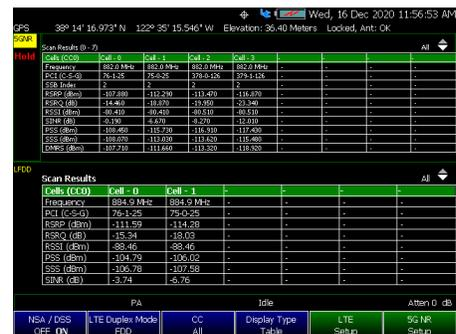 Wed, 16 Dec 2020 11:56:53 AM
GPS 38º 14' 16.973" N 122º 35' 15.546" W Elevation: 36.40 Meters Locked, Ant: OK
5GNR
Hold
Scan Results (0 - 7) All
Cells (CC0) Cell - 0 Cell - 1 Cell - 2 Cell - 3 - - - -
Frequency 882.0 MHz 882.0 MHz 882.0 MHz 882.0 MHz - - - -
PCI (C-S-G) 76-1-25 75-0-25 378-0-126 379-1-126 - - - -
SSB Index 2 2 2 2 - - - -
RSRP (dBm) -107.880 -112.290 -113.470 -116.870 - - - -
RSRQ (dB) -14.460 -18.870 -19.950 -23.340 - - - -
RSSI (dBm) -80.410 -80.410 -80.510 -80.510 - - - -
SINR (dB) -0.190 -6.670 -8.270 -12.010 - - - -
PSS (dBm) -108.450 -115.730 -116.910 -117.430 - - - -
SSS (dBm) -108.070 -113.030 -113.620 -115.480 - - - -
DMRS (dBm) -107.710 -111.660 -113.320 -118.920 - - - -
LFDD
Scan Results All
Cells (CC0) Cell - 0 Cell - 1 - - - -
Frequency 884.9 MHz 884.9 MHz - - - -
PCI (C-S-G) 76-1-25 75-0-25 - - - -
RSRP (dBm) -111.59 -114.28 - - - -
RSRQ (dB) -15.34 -18.03 - - - -
RSSI (dBm) -88.46 -88.46 - - - -
PSS (dBm) -104.79 -106.02 - - - -
SSS (dBm) -106.78 -107.58 - - - -
SINR (dB) -3.74 -6.76 - - - -
PA Idle Atten 0 dB
NSA / DSS LTE Duplex Mode CC Display Type LTE 5G NR
OFF ON FDD All Table Setup Setup